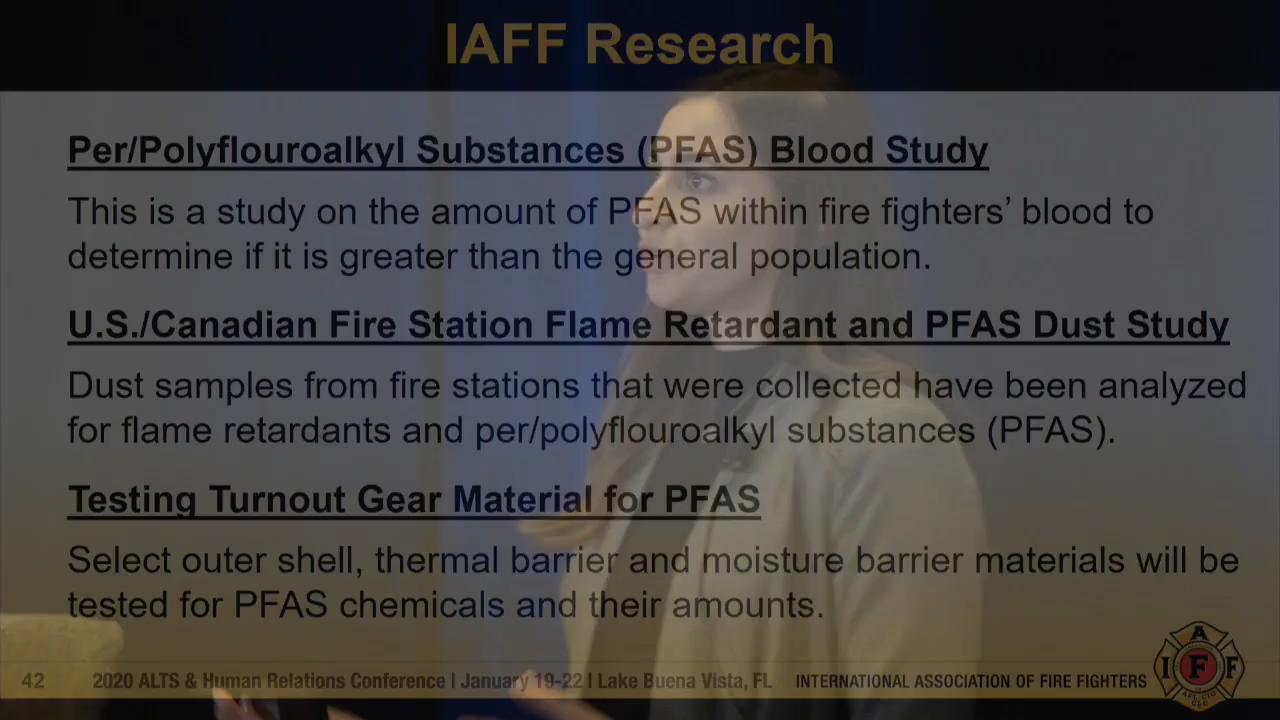 IAFF Research
Per/Polyflouroalkyl Substances (PFAS) Blood Study
This is a study on the amount of PFAS within fire fighters’ blood to
determine if it is greater than the general population.
U.S./Canadian Fire Station Flame Retardant and PFAS Dust Study
Dust samples from fire stations that were collected have been analyzed
for flame retardants and per/polyflouroalkyl substances (PFAS).
Testing Turnout Gear Material for PFAS
Select outer shell, thermal barrier and moisture barrier materials will be
tested for PFAS chemicals and their amounts.
42 2020 ALTS & Human Relations Conference I January 19-22 I Lake Buena Vista, FL INTERNATIONAL ASSOCIATION OF FIRE FIGHTERS
I A F F
AFL-CIO
CLC